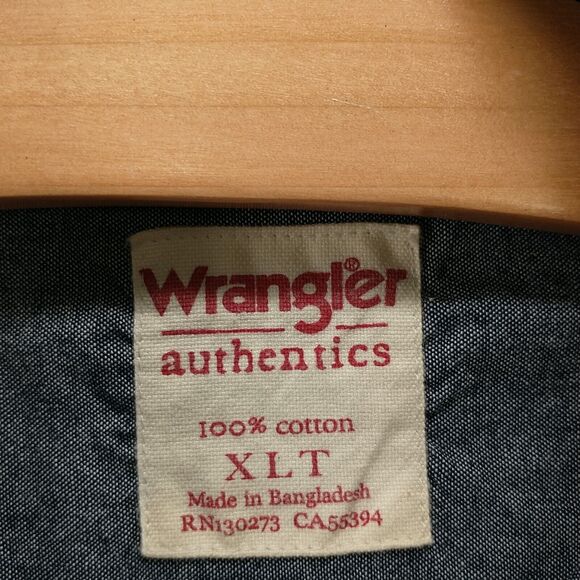 Wrangler®
authentics
100% cotton
XLT
Made in Bangladesh
RN130273 CA55394